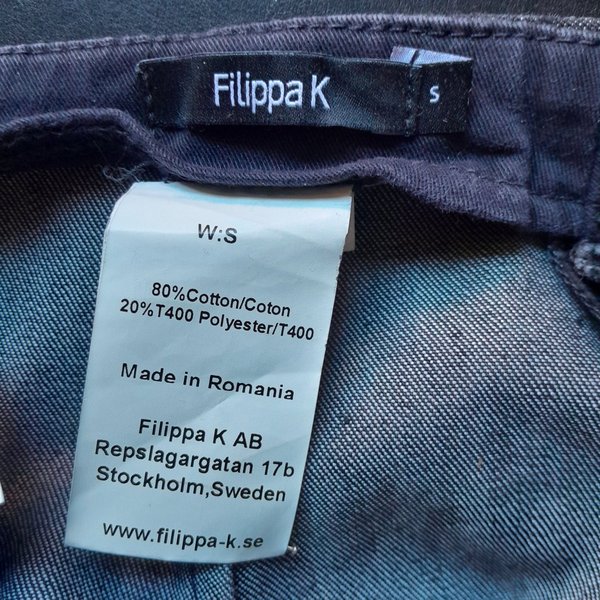 Filippa K
S
W:S
80%Cotton/Coton
20%T400 Polyester/T400
Made in Romania
Filippa K AB
Repslagargatan 17b
Stockholm,Sweden
www.filippa-k.se